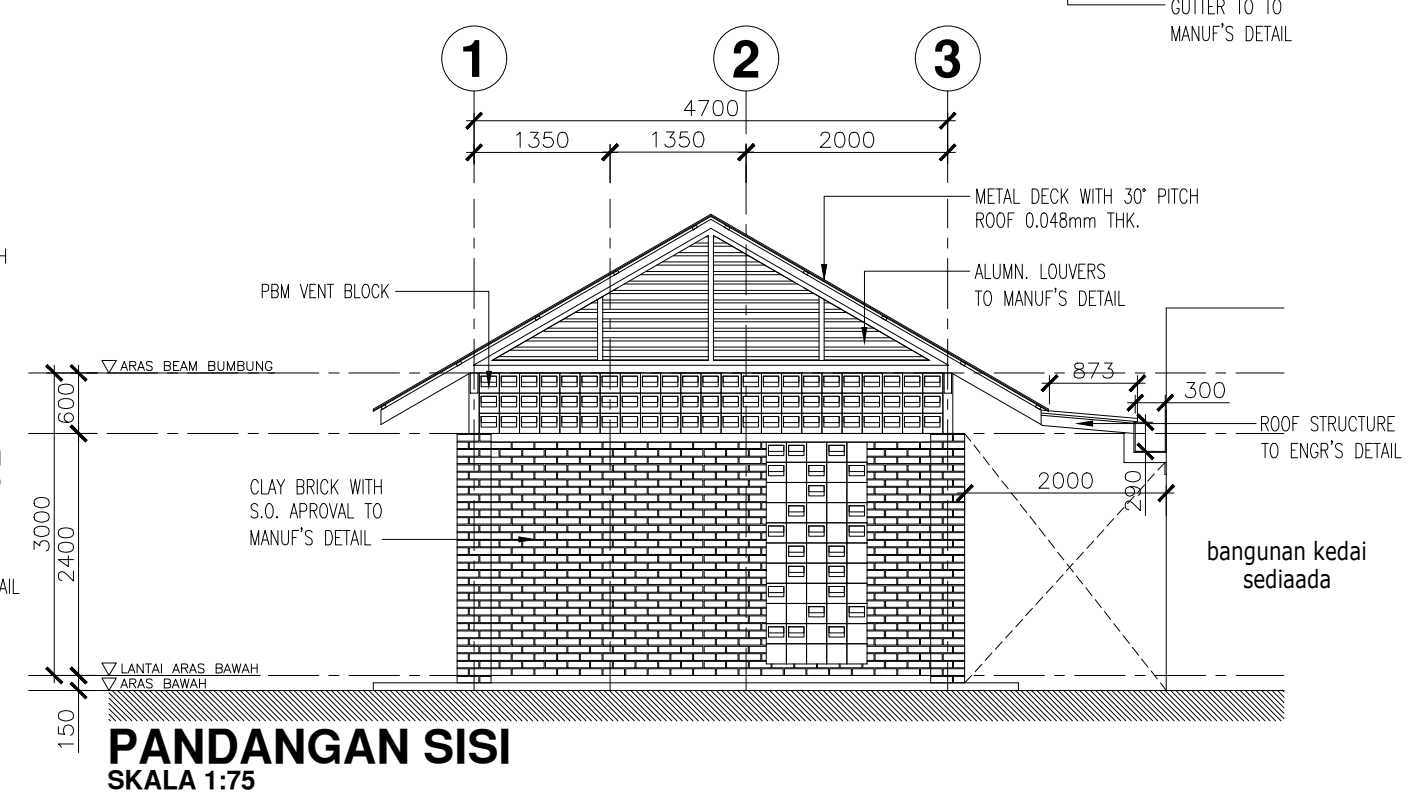 GUTTER TO TO
MANUF'S DETAIL
1
2
3
4700
1350
1350
2000
METAL DECK WITH 30° PITCH
ROOF 0.048mm THK.
ALUMN. LOUVERS
TO MANUF'S DETAIL
PBM VENT BLOCK
ARAS BEAM BUMBUNG
873
300
600
ROOF STRUCTURE
TO ENGR'S DETAIL
CLAY BRICK WITH
S.O. APROVAL TO
MANUF'S DETAIL
2000
290
3000
2400
bangunan kedai
sediaada
LANTAI ARAS BAWAH
ARAS BAWAH
150
PANDANGAN SISI
SKALA 1:75